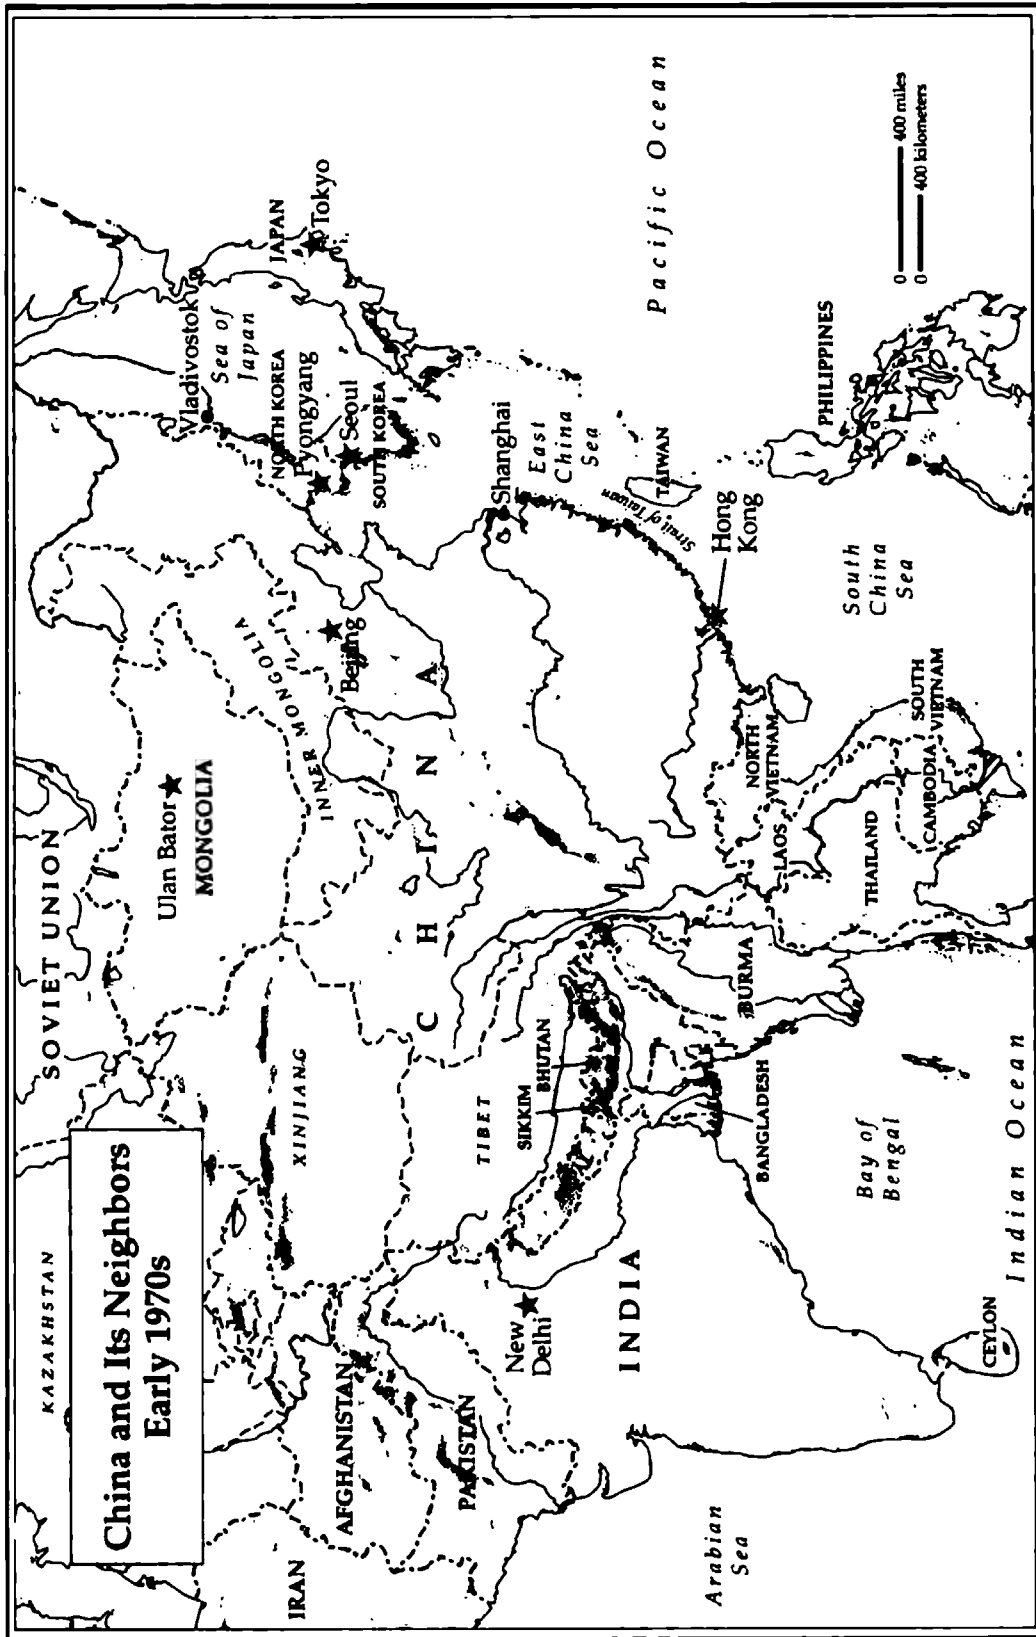 China and Its Neighbors
Early 1970s
KAZAKHSTAN
SOVIET UNION
Ulan Bator
MONGOLIA
INNER MONGOLIA
XINJIANG
Vladivostok
Sea of
Japan
JAPAN
Tokyo
NORTH KOREA
Pyongyang
Seoul
SOUTH KOREA
Beijing
CHINA
IRAN
AFGHANISTAN
PAKISTAN
TIBET
Shanghai
East
China
Sea
New
Delhi
SIKKIM
BHUTAN
INDIA
Strait of Taiwan
TAIWAN
Pacific Ocean
Hong
Kong
Arabian
Sea
BANGLADESH
BURMA
NORTH
VIETNAM
LAOS
THAILAND
CAMBODIA
SOUTH
VIETNAM
South
China
Sea
PHILIPPINES
Bay of
Bengal
CEYLON
Indian Ocean
0 400 miles
0 400 kilometers